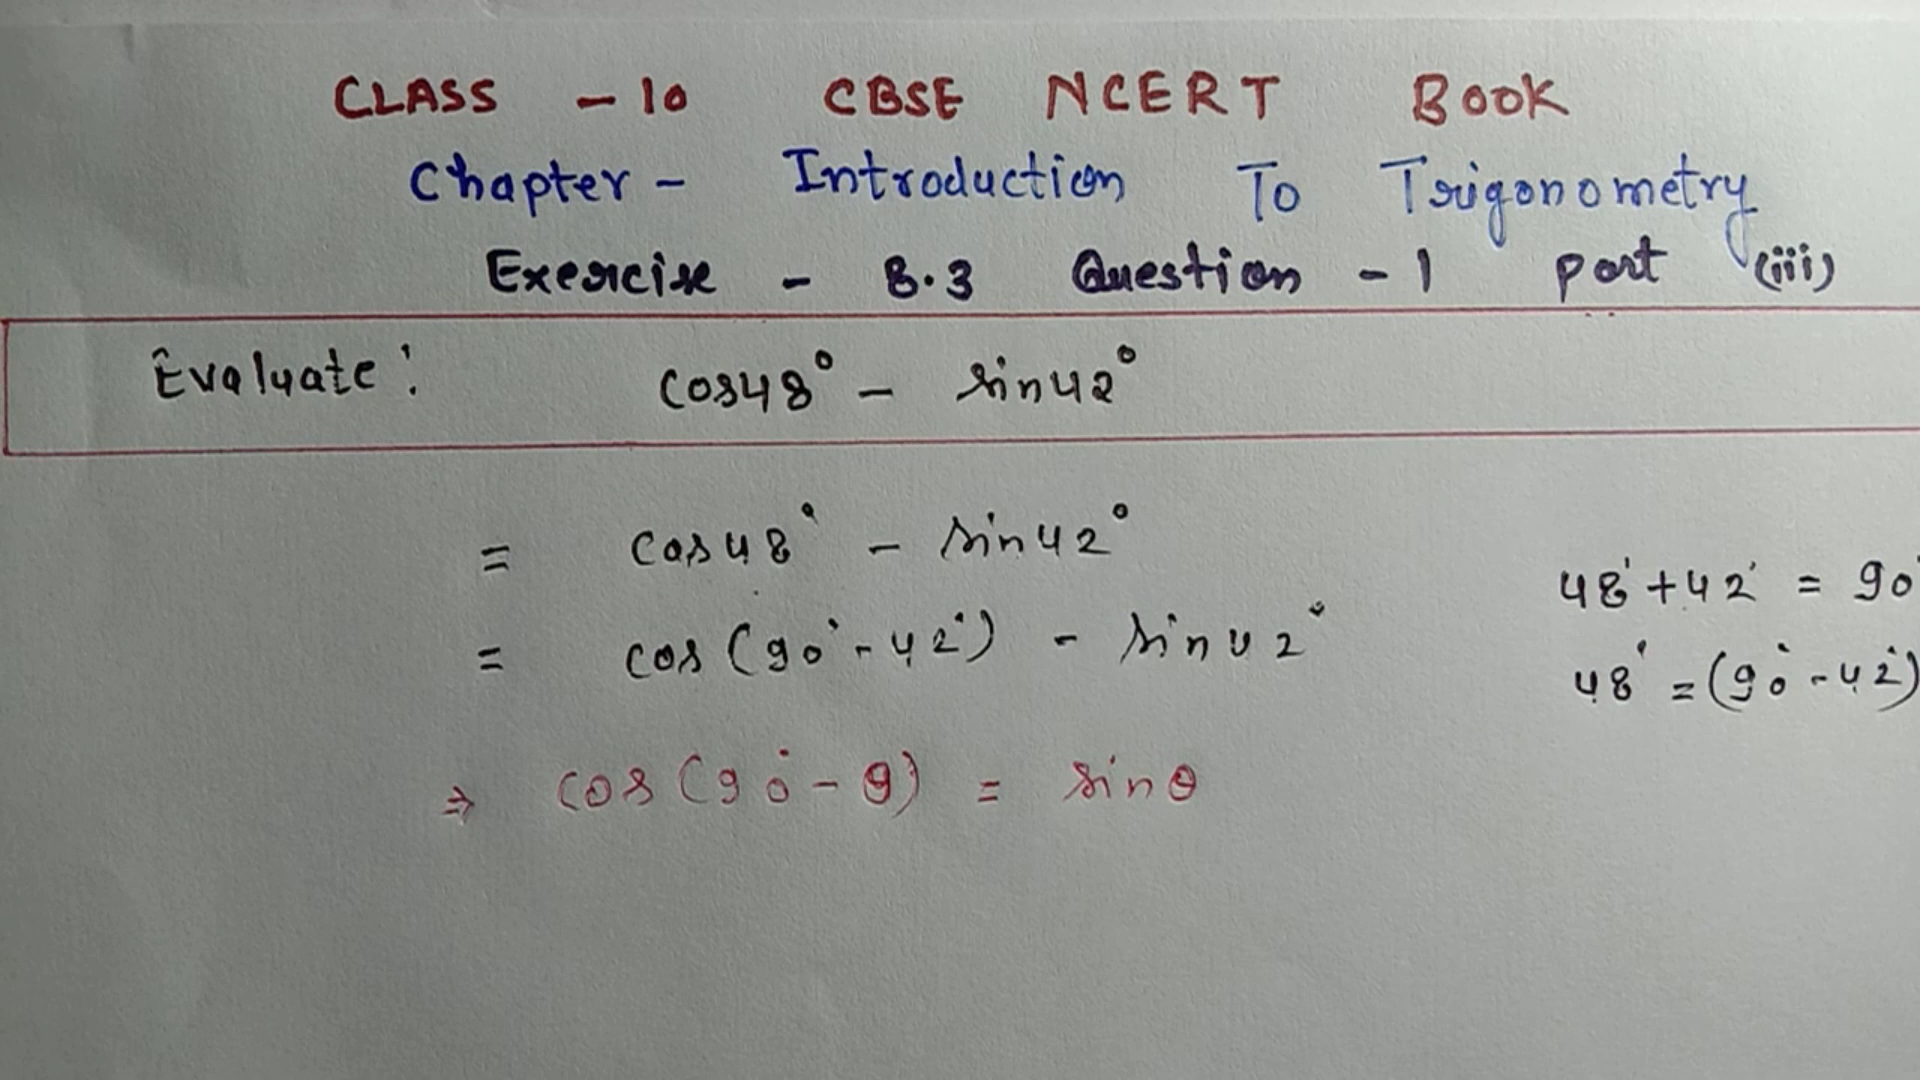 CLASS - 10 CBSE NCERT BOOK
Chapter - Introduction To Trigonometry
Exercise - 8.3 Question - 1 part (iii)
Evaluate: cos48° - sin42°
= cos48° - sin42°
48° + 42° = 90°
= cos (90° - 42°) - sin42°
48° = (90° - 42°)
⇒ cos (90° - θ) = sinθ